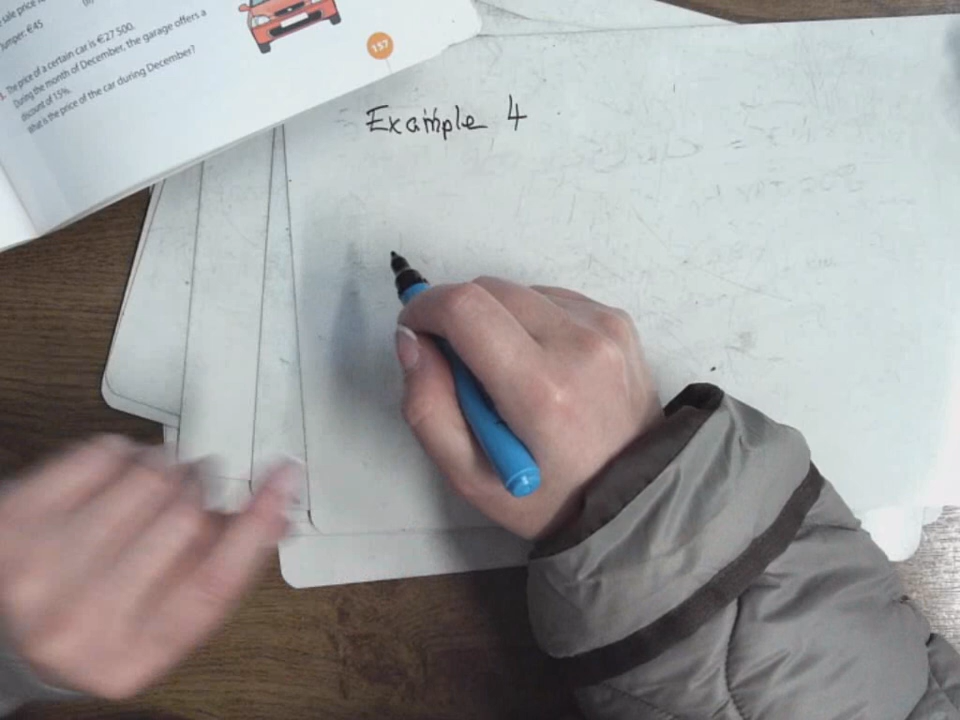 sale price
Jumper: €45
The price of a certain car is €27 500.
During the month of December, the garage offers a
discount of 15%.
What is the price of the car during December?
157
Example 4